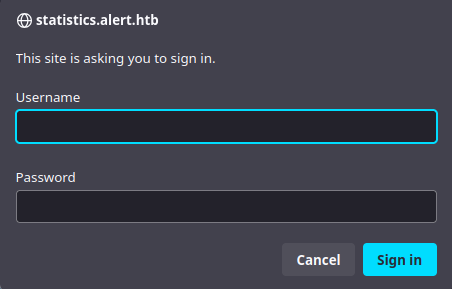 statistics.alert.htb
This site is asking you to sign in.
Username
Password
Cancel Sign in